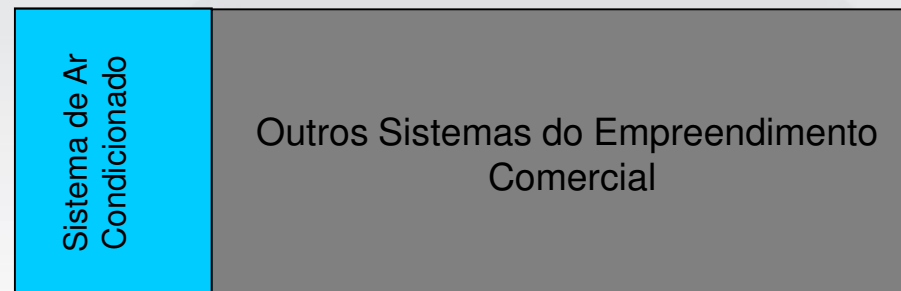 Sistema de Ar
Condicionado
Outros Sistemas do Empreendimento
Comercial